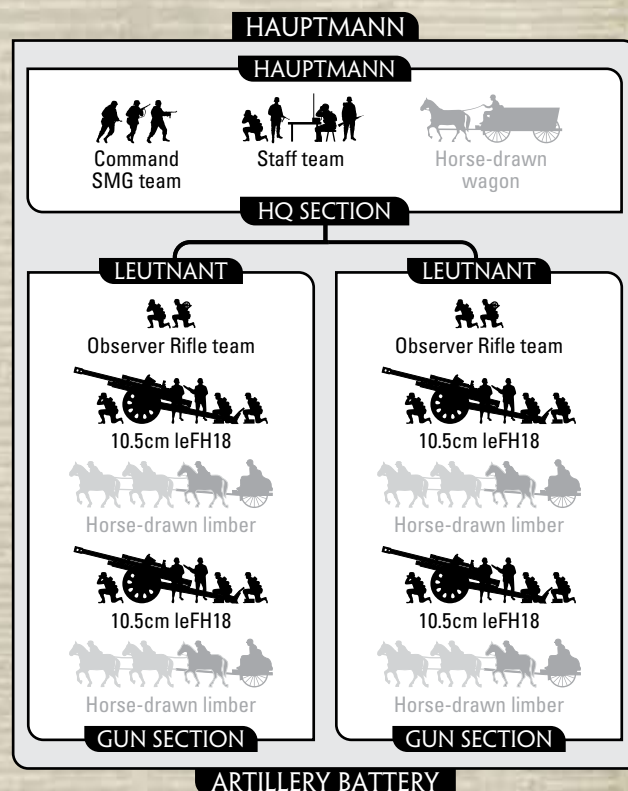 HAUPTMANN
HAUPTMANN
Command
SMG team
Staff team
Horse-drawn
wagon
HQ SECTION
LEUTNANT
Observer Rifle team
10.5cm leFH18
Horse-drawn limber
10.5cm leFH18
Horse-drawn limber
GUN SECTION
LEUTNANT
Observer Rifle team
10.5cm leFH18
Horse-drawn limber
10.5cm leFH18
Horse-drawn limber
GUN SECTION
ARTILLERY BATTERY